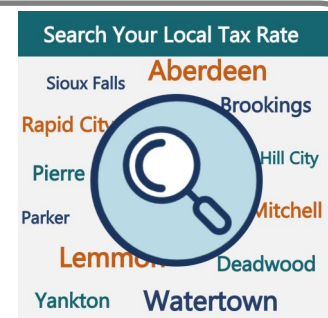 Search Your Local Tax Rate
Aberdeen
Sioux Falls
Brookings
Rapid City
Hill City
Pierre
Parker
Mitchell
Lemmon
Deadwood
Yankton
Watertown